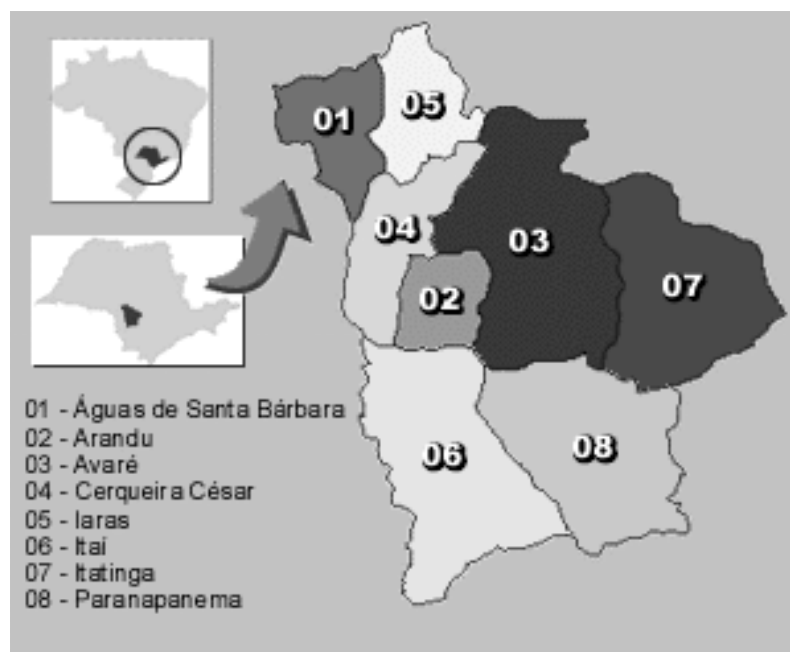 01
05
04
03
02
07
06
08
01 - Águas de Santa Bárbara
02 - Arandu
03 - Avaré
04 - Cerqueira César
05 - Iaras
06 - Itaí
07 - Itatinga
08 - Paranapanema